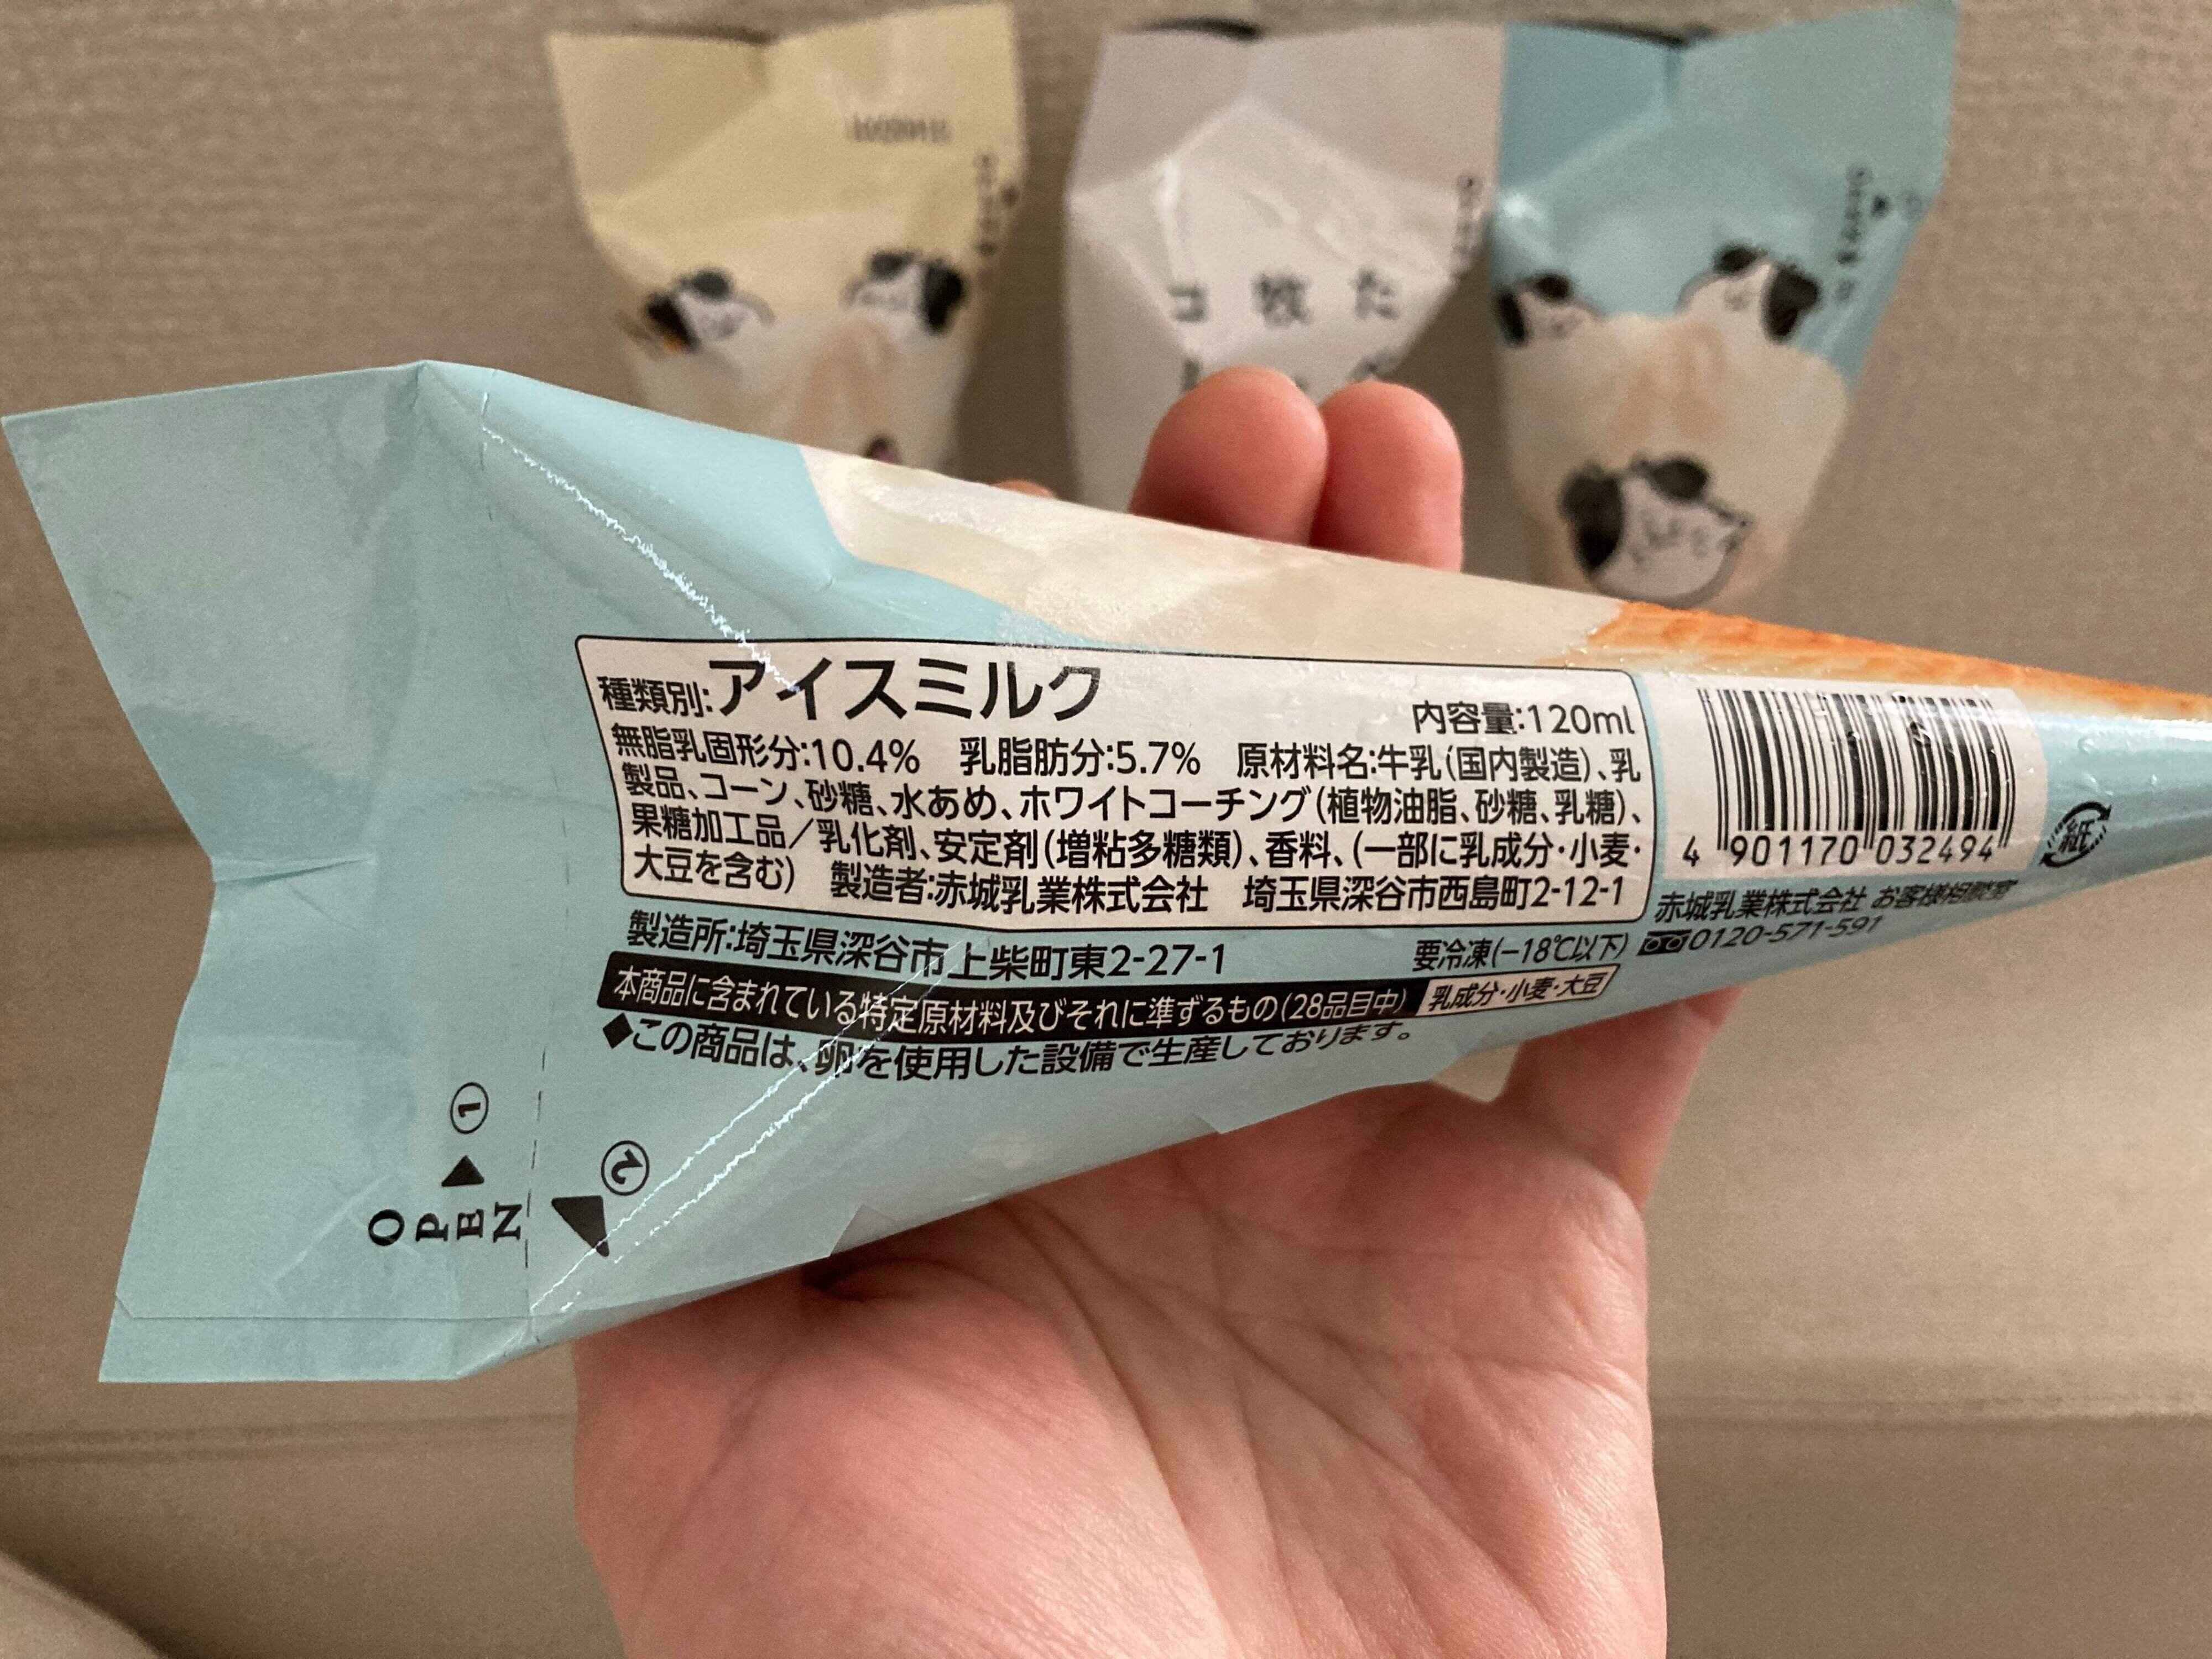 た
牧
コ
種類別:アイスミルク
内容量:120ml
無脂乳固形分:10.4%　乳脂肪分:5.7%　原材料名:牛乳(国内製造)、乳
製品、コーン、砂糖、水あめ、ホワイトコーチング(植物油脂、砂糖、乳糖)、
果糖加工品/乳化剤、安定剤(増粘多糖類)、香料、(一部に乳成分・小麦・
大豆を含む)　製造者:赤城乳業株式会社　埼玉県深谷市西島町2-12-1
製造所:埼玉県深谷市上柴町東2-27-1
要冷凍(-18℃以下)
本商品に含まれている特定原材料及びそれに準ずるもの(28品目中) 乳成分・小麦・大豆
◆この商品は、卵を使用した設備で生産しております。
4 901170 032494
紙
赤城乳業株式会社 お客様相談室
0120-571-591
①
OPEN
②